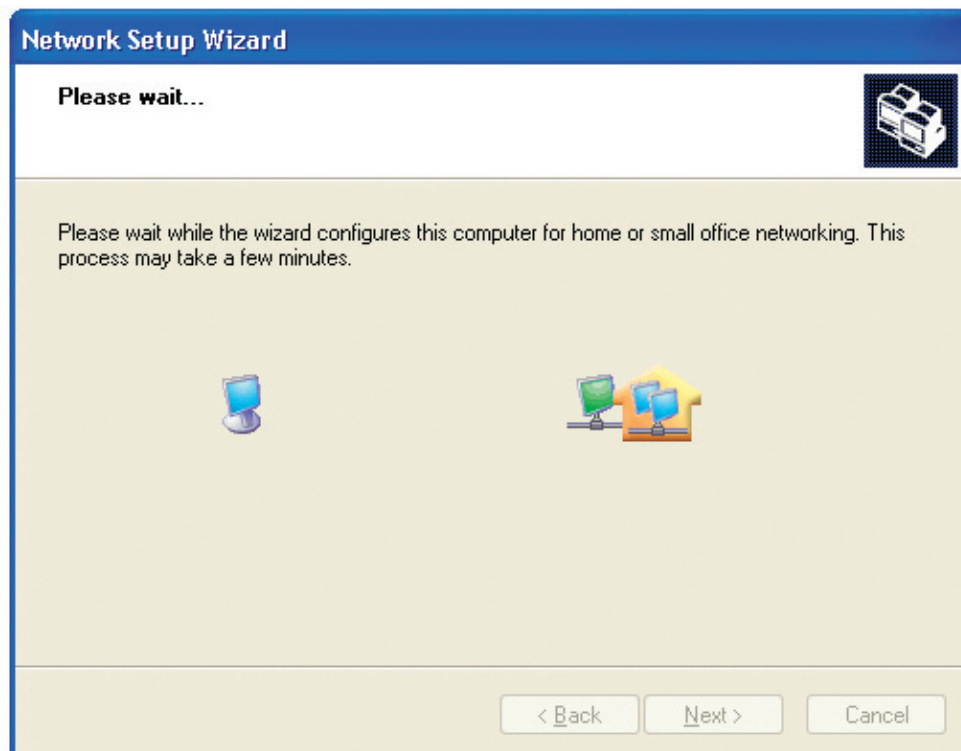 Network Setup Wizard
Please wait...
Please wait while the wizard configures this computer for home or small office networking. This
process may take a few minutes.
< Back
Next >
Cancel